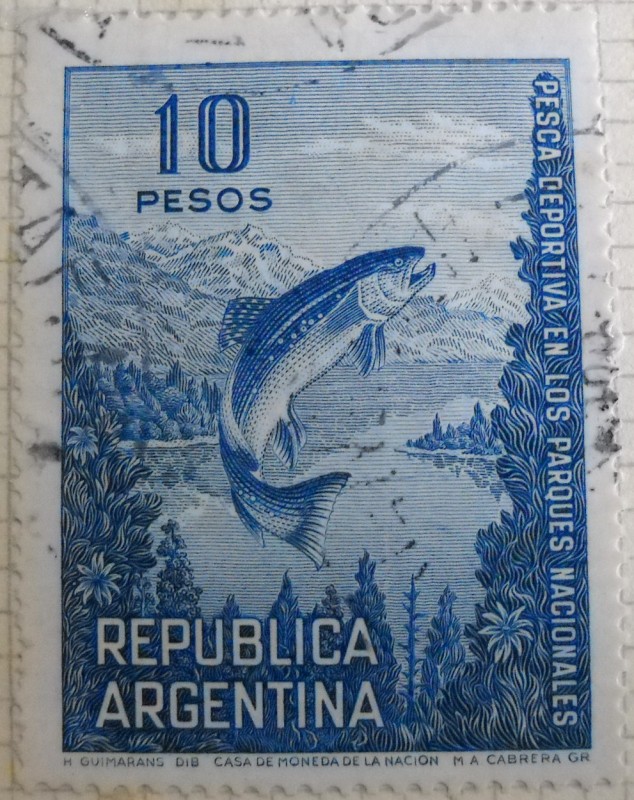 10
PESOS
PESCA DEPORTIVA EN LOS PARQUES NACIONALES
REPUBLICA
ARGENTINA
H GUIMARANS DIB CASA DE MONEDA DE LA NACION M A CABRERA GR